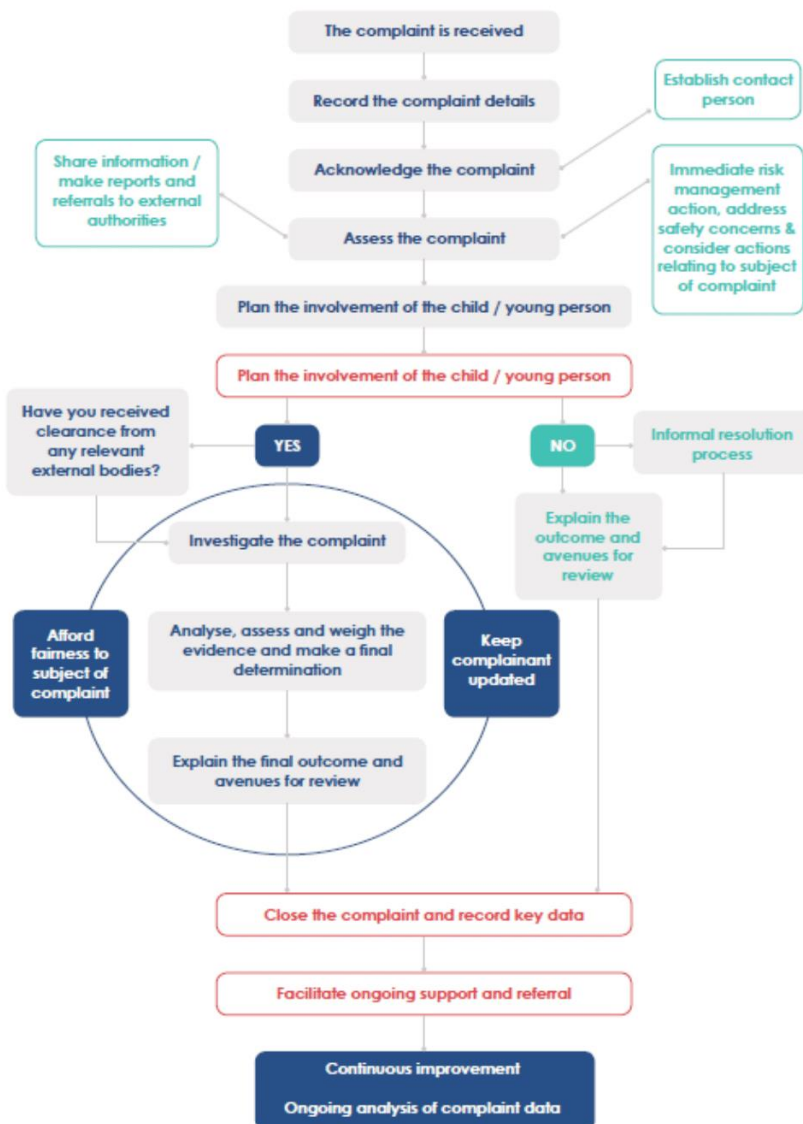 The complaint is received
Record the complaint details
Establish contact
person
Acknowledge the complaint
Share information /
make reports and
referrals to external
authorities
Immediate risk
management
action, address
safety concerns &
consider actions
relating to subject
of complaint
Assess the complaint
Plan the involvement of the child / young person
Plan the involvement of the child / young person
Have you received
clearance from
any relevant
external bodies?
YES
NO
Informal resolution
process
Investigate the complaint
Explain the
outcome and
avenues for
review
Afford
fairness to
subject of
complaint
Analyse, assess and weigh the
evidence and make a final
determination
Keep
complainant
updated
Explain the final outcome and
avenues for review
Close the complaint and record key data
Facilitate ongoing support and referral
Continuous improvement
Ongoing analysis of complaint data